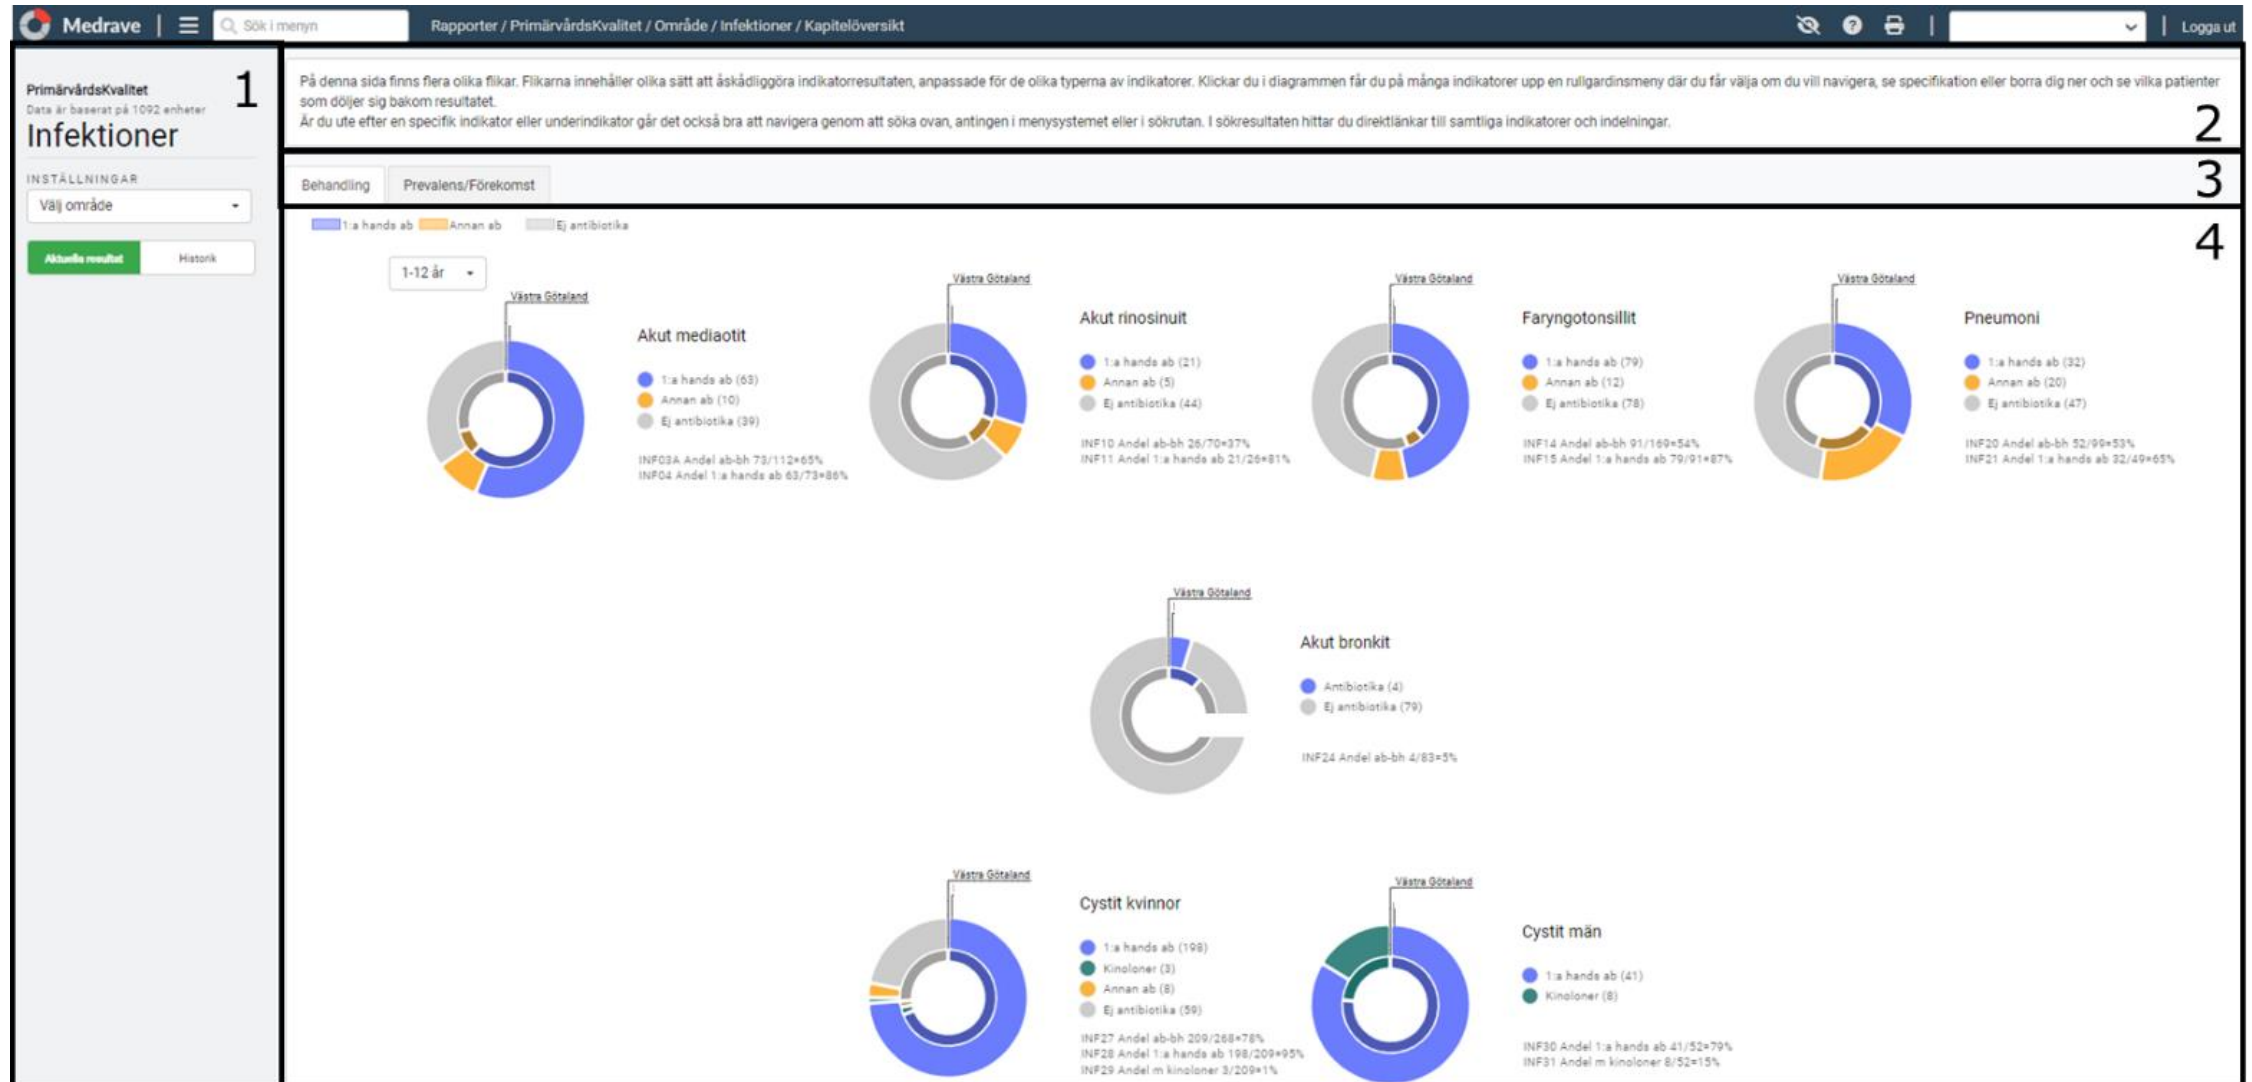 Medrave
Sök i menyn
Rapporter / PrimärvårdsKvalitet / Område / Infektioner / Kapitelöversikt
Logga ut
1
PrimärvårdsKvalitet
Data är baserat på 1092 enheter
Infektioner
INSTÄLLNINGAR
Välj område
Aktuella resultat
Historik
På denna sida finns flera olika flikar. Flikarna innehåller olika sätt att åskådliggöra indikatorresultaten, anpassade för de olika typerna av indikatorer. Klickar du i diagrammen får du på många indikatorer upp en rullgardinsmeny där du får välja om du vill navigera, se specifikation eller borra dig ner och se vilka patienter
som döljer sig bakom resultatet.
Är du ute efter en specifik indikator eller underindikator går det också bra att navigera genom att söka ovan, antingen i menysystemet eller i sökrutan. I sökresultaten hittar du direktlänkar till samtliga indikatorer och indelningar.
2
Behandling
Prevalens/Förekomst
3
1:a hands ab
Annan ab
Ej antibiotika
4
1-12 år
Västra Götaland
Akut mediaotit
1:a hands ab (63)
Annan ab (10)
Ej antibiotika (39)
INF03A Andel ab-bh 73/112=65%
INF04 Andel 1:a hands ab 63/73=86%
Västra Götaland
Akut rinosinuit
1:a hands ab (21)
Annan ab (5)
Ej antibiotika (44)
INF10 Andel ab-bh 26/70=37%
INF11 Andel 1:a hands ab 21/26=81%
Västra Götaland
Faryngotonsillit
1:a hands ab (79)
Annan ab (12)
Ej antibiotika (78)
INF14 Andel ab-bh 91/169=54%
INF15 Andel 1:a hands ab 79/91=87%
Västra Götaland
Pneumoni
1:a hands ab (32)
Annan ab (20)
Ej antibiotika (47)
INF20 Andel ab-bh 52/99=53%
INF21 Andel 1:a hands ab 32/49=65%
Västra Götaland
Akut bronkit
Antibiotika (4)
Ej antibiotika (79)
INF24 Andel ab-bh 4/83=5%
Västra Götaland
Cystit kvinnor
1:a hands ab (198)
Kinoloner (3)
Annan ab (8)
Ej antibiotika (59)
INF27 Andel ab-bh 209/268=78%
INF28 Andel 1:a hands ab 198/209=95%
INF29 Andel m kinoloner 3/209=1%
Västra Götaland
Cystit män
1:a hands ab (41)
Kinoloner (8)
INF30 Andel 1:a hands ab 41/52=79%
INF31 Andel m kinoloner 8/52=15%